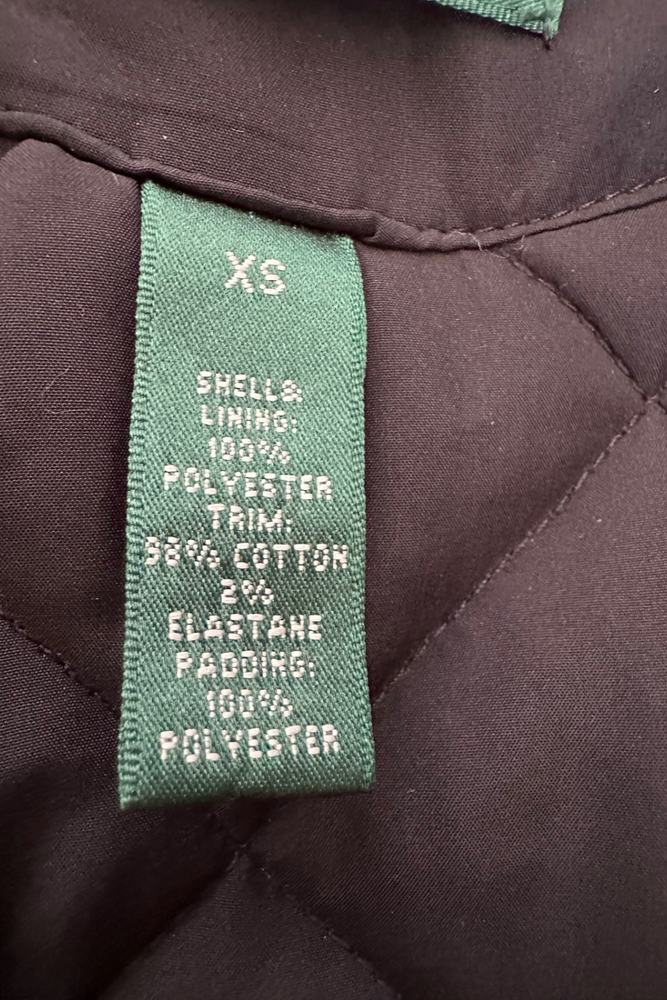 XS
SHELL&
LINING:
100%
POLYESTER
TRIM:
98% COTTON
2%
ELASTANE
PADDING:
100%
POLYESTER